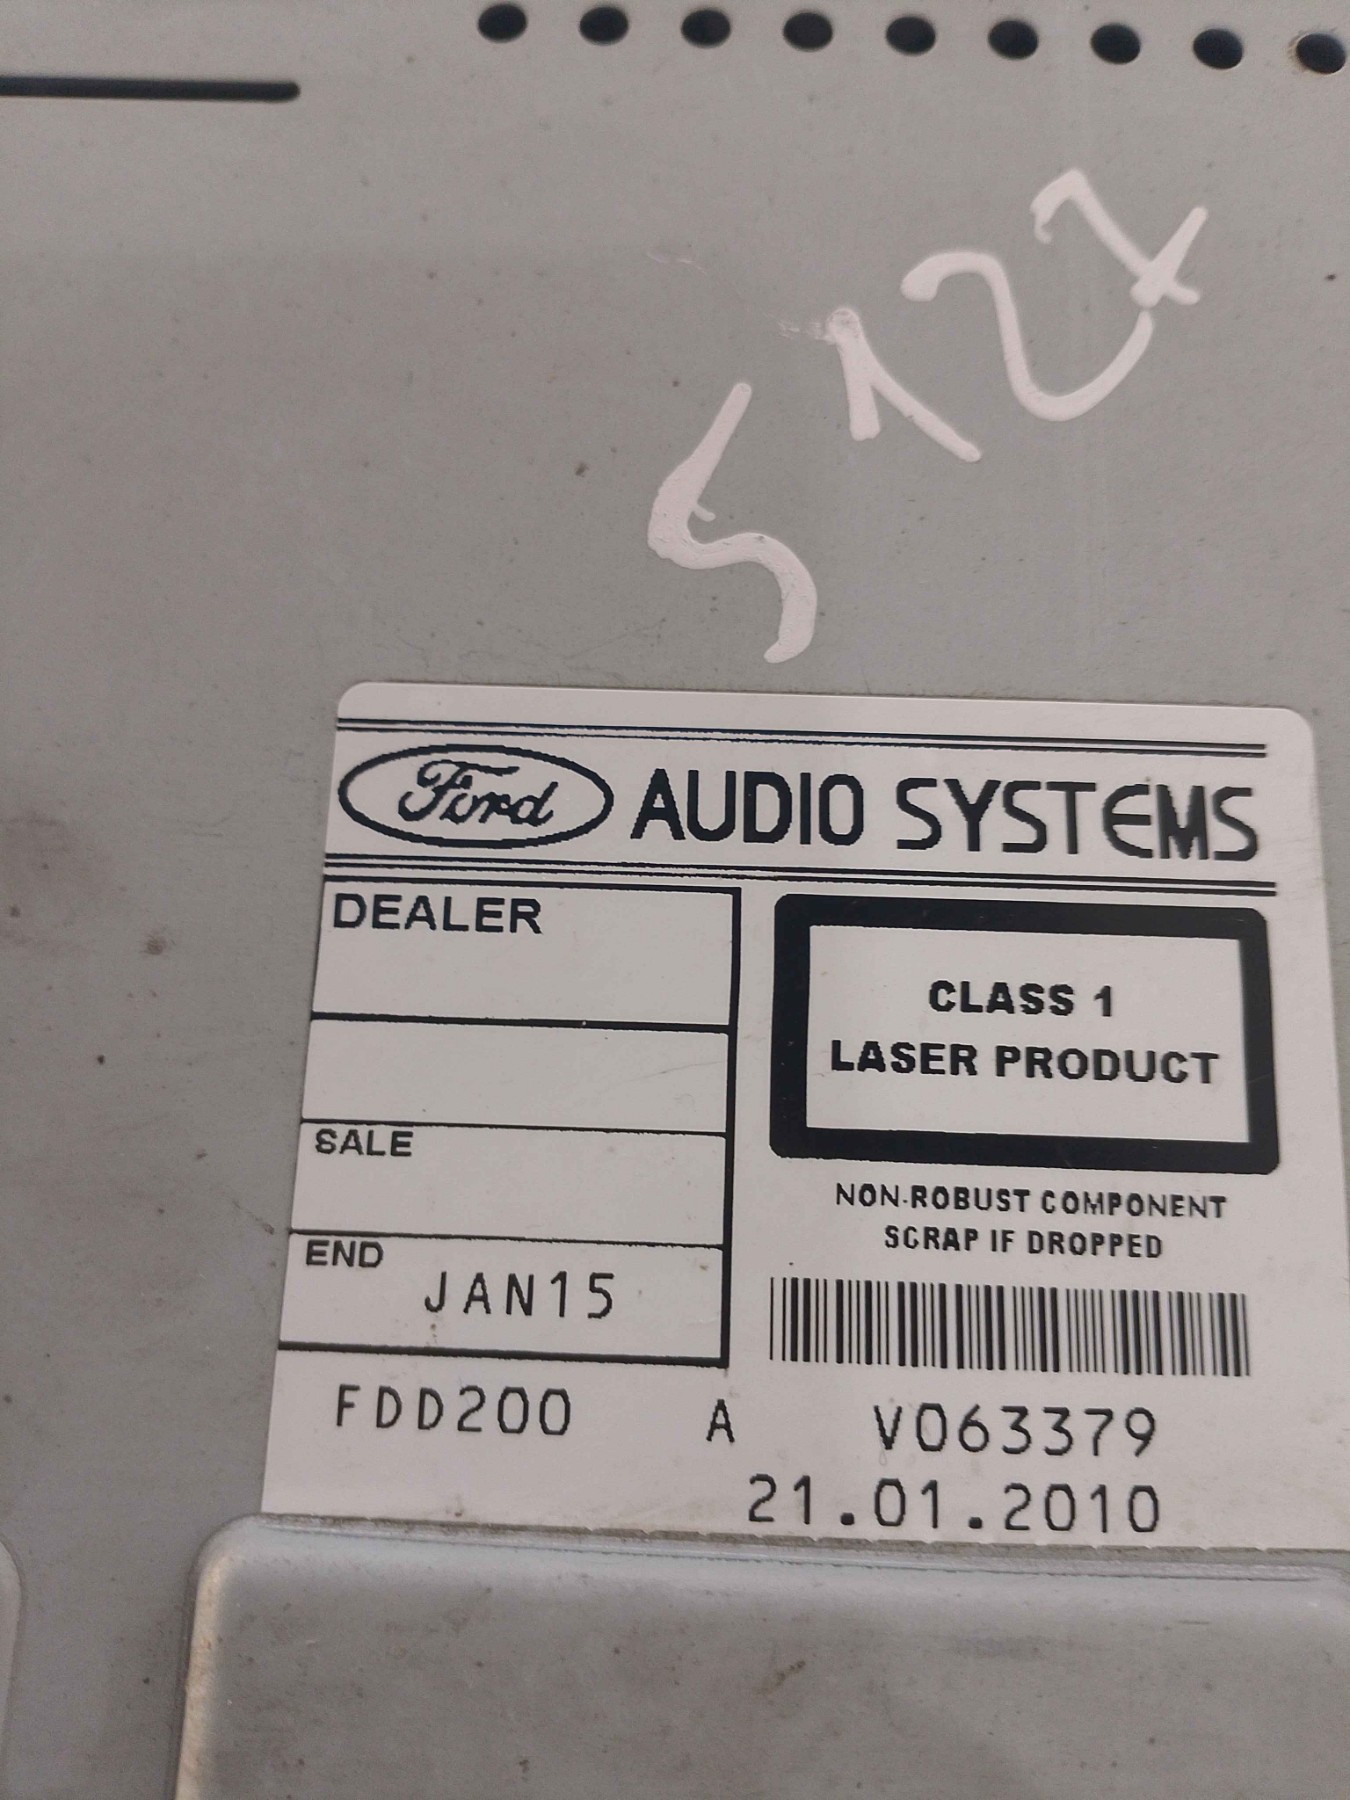 5127
Ford AUDIO SYSTEMS
DEALER
CLASS 1
LASER PRODUCT
SALE
NON-ROBUST COMPONENT
SCRAP IF DROPPED
END JAN15
FDD200 A V063379
21.01.2010